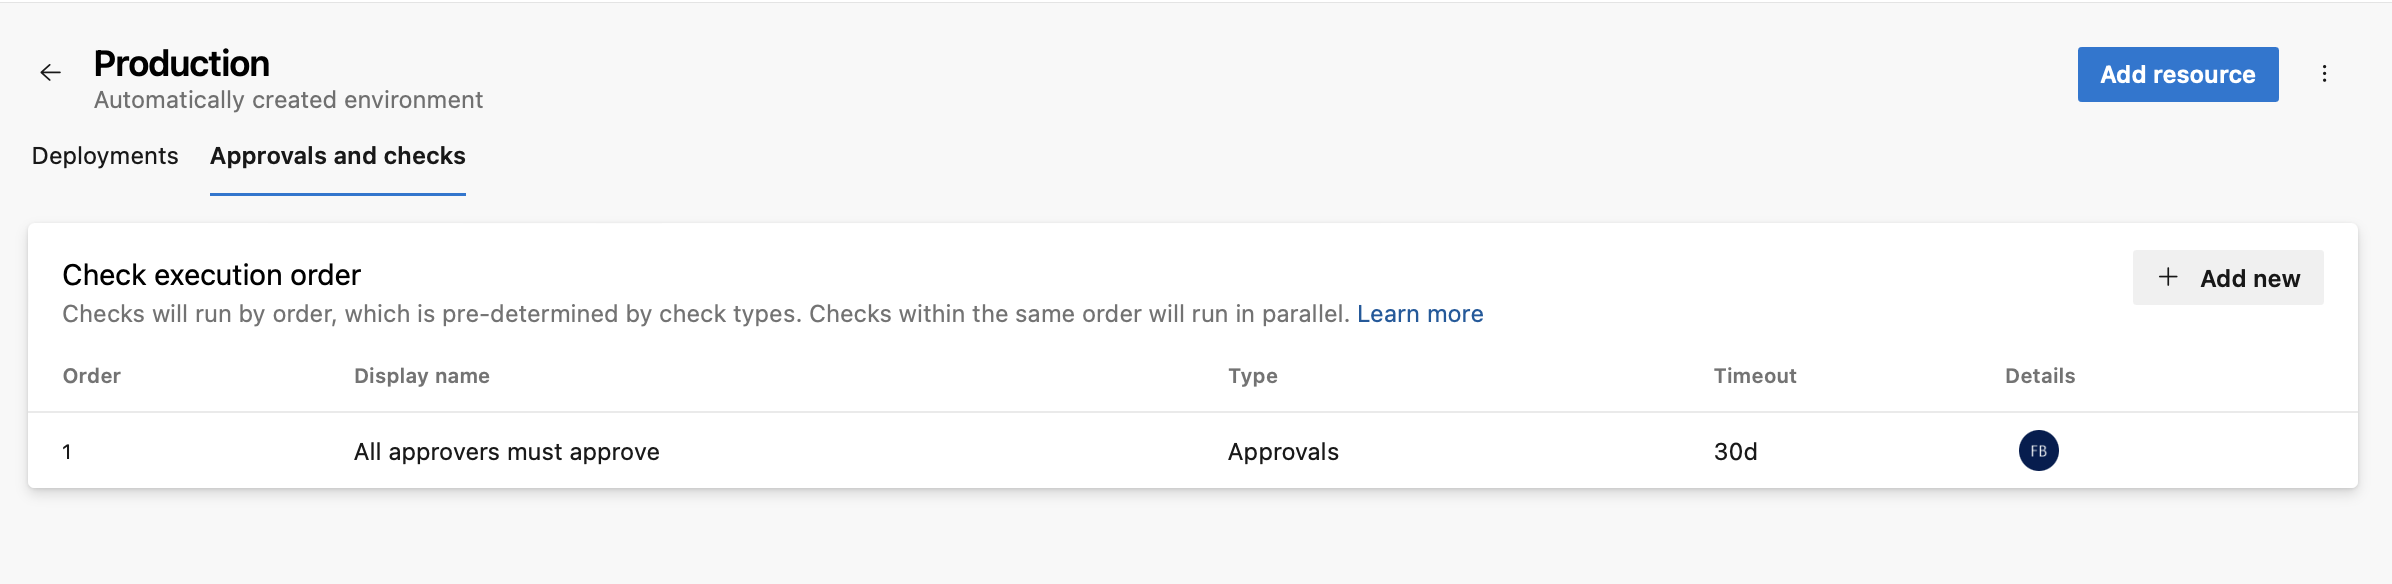 Production
Automatically created environment
Add resource
Deployments
Approvals and checks
Check execution order
Checks will run by order, which is pre-determined by check types. Checks within the same order will run in parallel. Learn more
Add new
Order Display name Type Timeout Details
1 All approvers must approve Approvals 30d FB